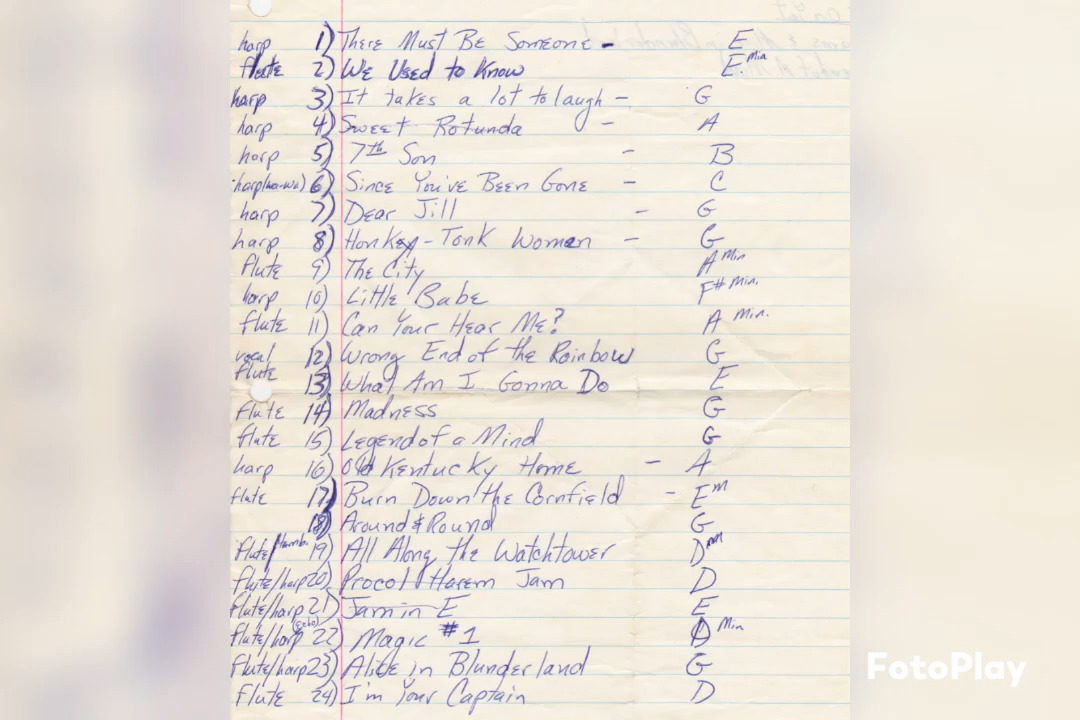 harp 1) There Must Be Someone - E
flute 2) We Used to Know E Min
harp 3) It takes a lot to laugh - G
harp 4) Sweet Rotunda - A
harp 5) 7th Son - B
harp (wa-wa) 6) Since You've Been Gone - C
harp 7) Dear Jill - G
harp 8) Honkey-Tonk Women - G
flute 9) The City A Min
harp 10) Little Babe F# Min.
flute 11) Can Your Hear Me? A Min.
vocal 12) Wrong End of the Rainbow G
flute 13) What Am I Gonna Do E
flute 14) Madness G
flute 15) Legend of a Mind G
harp 16) Old Kentucky Home - A
flute 17) Burn Down the Cornfield - Em
18) Around & Round G
flute/tamb. 19) All Along the Watchtower Dm
flute/harp 20) Procol Harem Jam D
flute/harp 21) Jam in E E
flute/harp (Echo) 22) Magic #1 D Min
flute/harp 23) Alice in Blunderland G
flute 24) I'm Your Captain D
FotoPlay